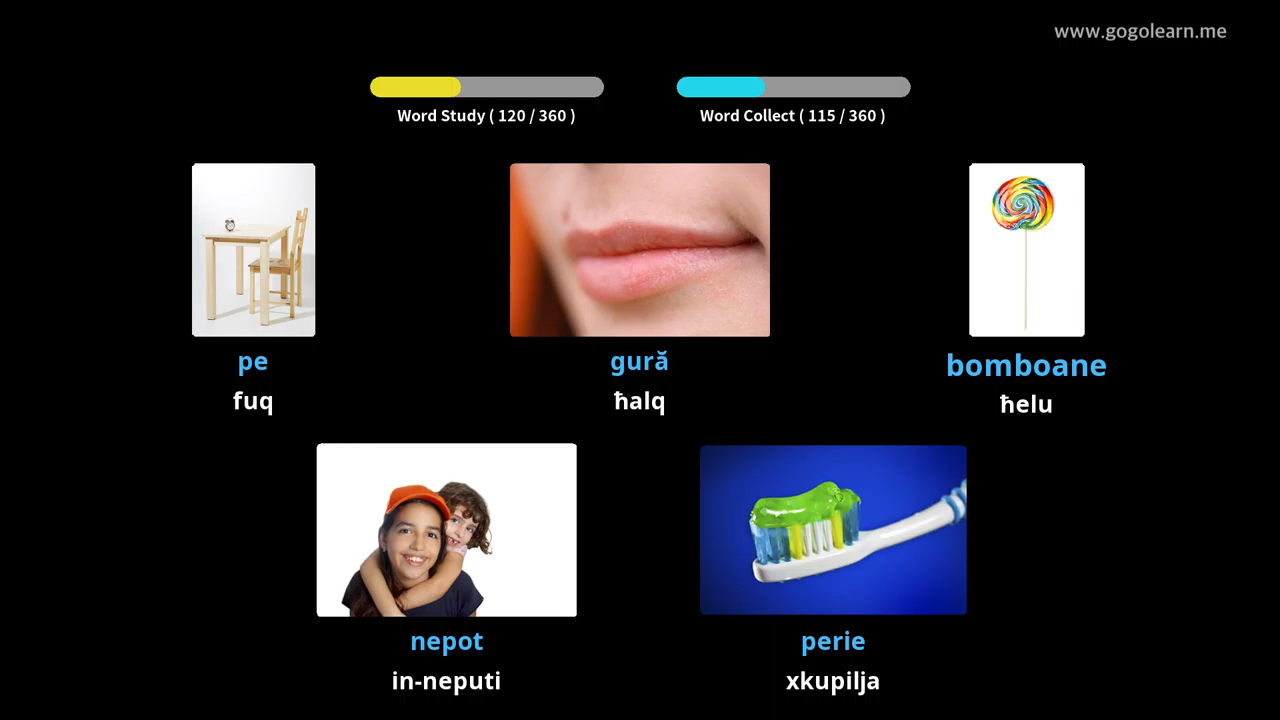 www.gogolearn.me
Word Study ( 120 / 360 )
Word Collect ( 115 / 360 )
pe
fuq
gură
ħalq
bomboane
ħelu
nepot
in-neputi
perie
xkupilja